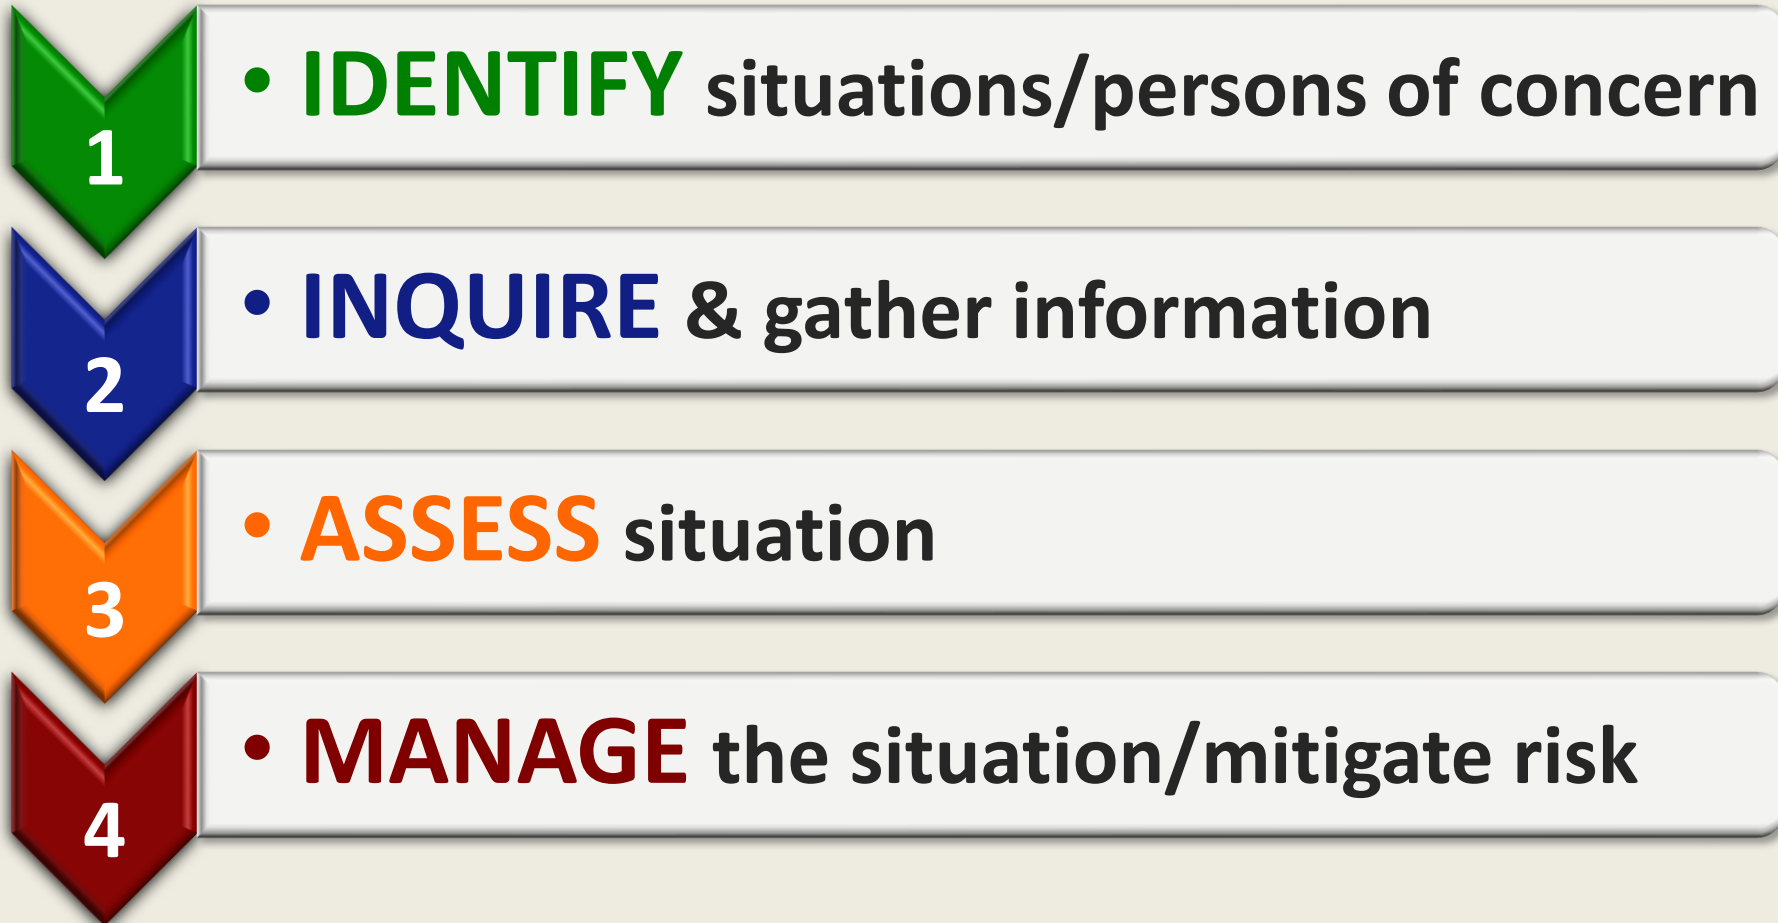 1
• IDENTIFY situations/persons of concern
2
• INQUIRE & gather information
3
• ASSESS situation
4
• MANAGE the situation/mitigate risk